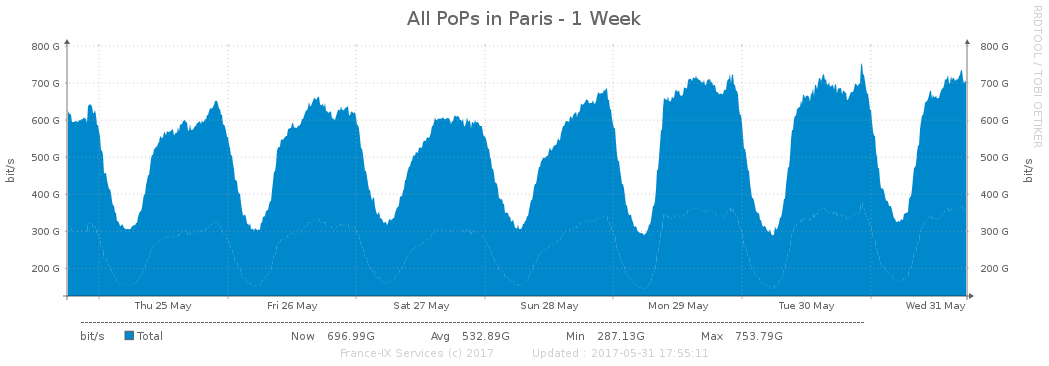 All PoPs in Paris - 1 Week
RRDTOOL / TOBI OETIKER
800 G 800 G
700 G 700 G
600 G 600 G
500 G 500 G
400 G 400 G
300 G 300 G
200 G 200 G
bit/s
bit/s
Thu 25 May Fri 26 May Sat 27 May Sun 28 May Mon 29 May Tue 30 May Wed 31 May
bit/s Total Now 696.99G Avg 532.89G Min 287.13G Max 753.79G
France-IX Services (c) 2017 Updated : 2017-05-31 17:55:11